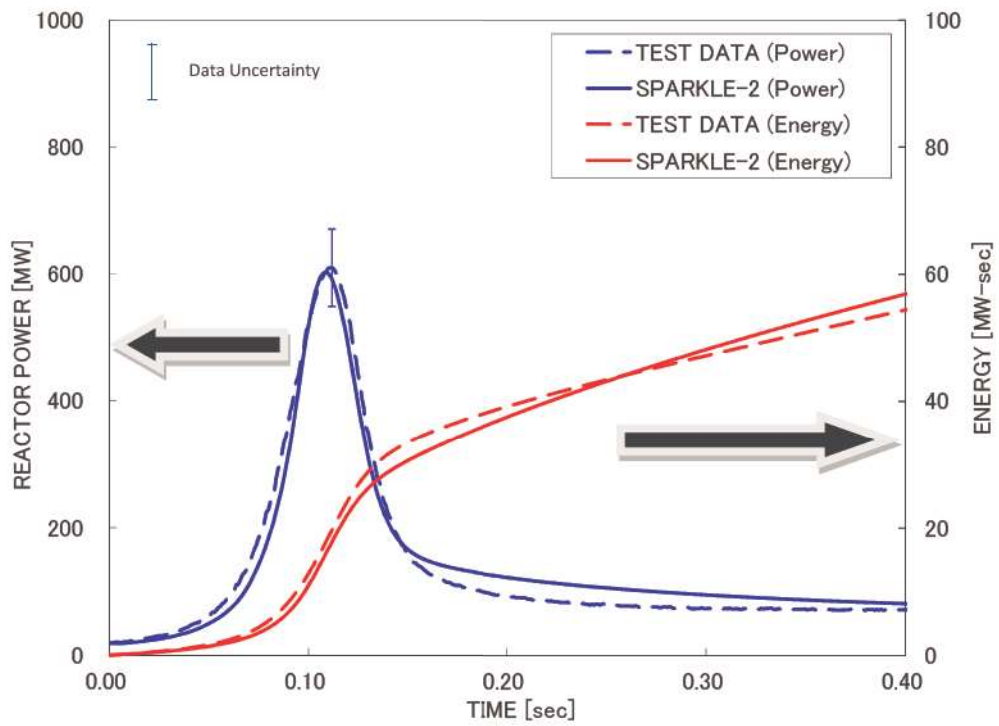 1000
800
600
400
200
0
REACTOR POWER [MW]
Data Uncertainty
TEST DATA (Power)
SPARKLE-2 (Power)
TEST DATA (Energy)
SPARKLE-2 (Energy)
100
80
60
40
20
0
ENERGY [MW-sec]
0.00 0.10 0.20 0.30 0.40
TIME [sec]